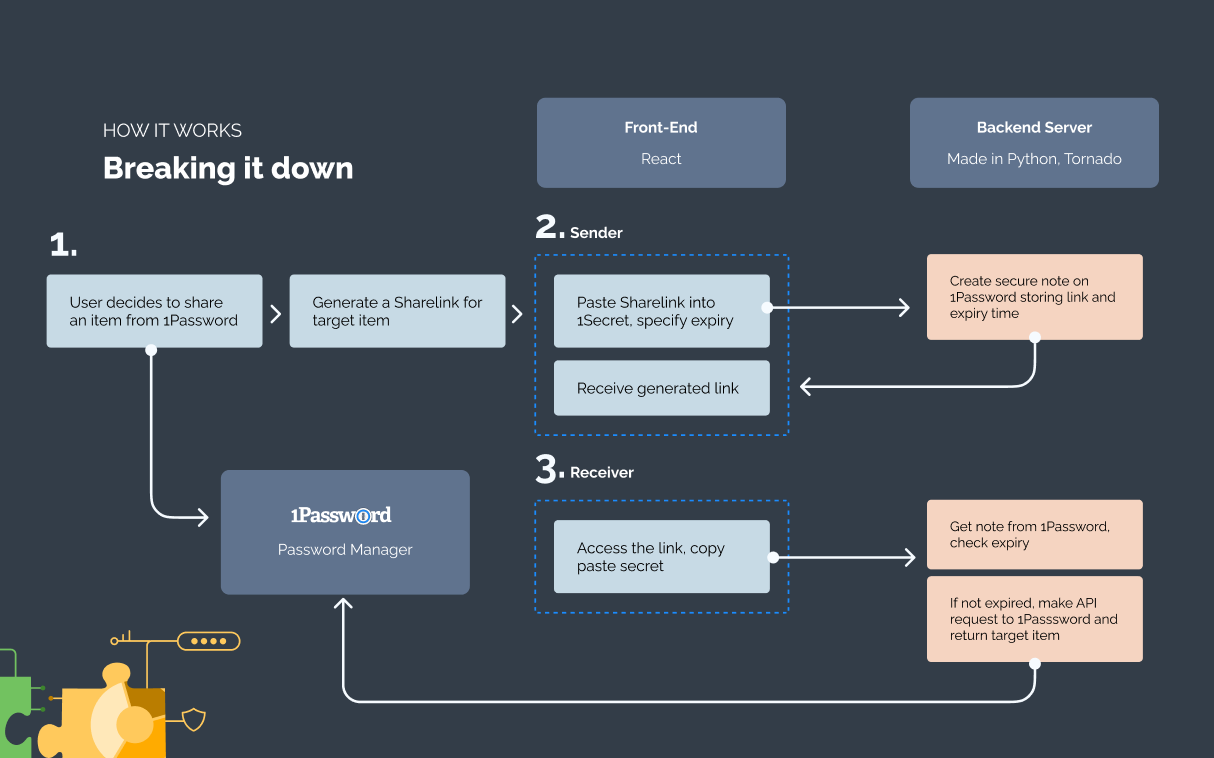 HOW IT WORKS
Breaking it down
Front-End
React
Backend Server
Made in Python, Tornado
1.
User decides to share
an item from 1Password
Generate a Sharelink for
target item
2. Sender
Paste Sharelink into
1Secret, specify expiry
Receive generated link
Create secure note on
1Password storing link and
expiry time
1Password
Password Manager
3. Receiver
Access the link, copy
paste secret
Get note from 1Password,
check expiry
If not expired, make API
request to 1Passsword and
return target item